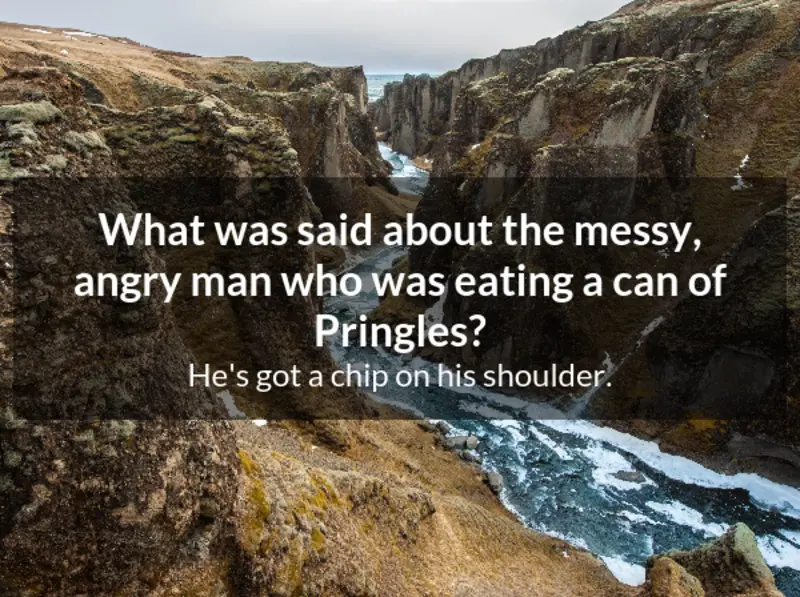 What was said about the messy,
angry man who was eating a can of
Pringles?
He's got a chip on his shoulder.